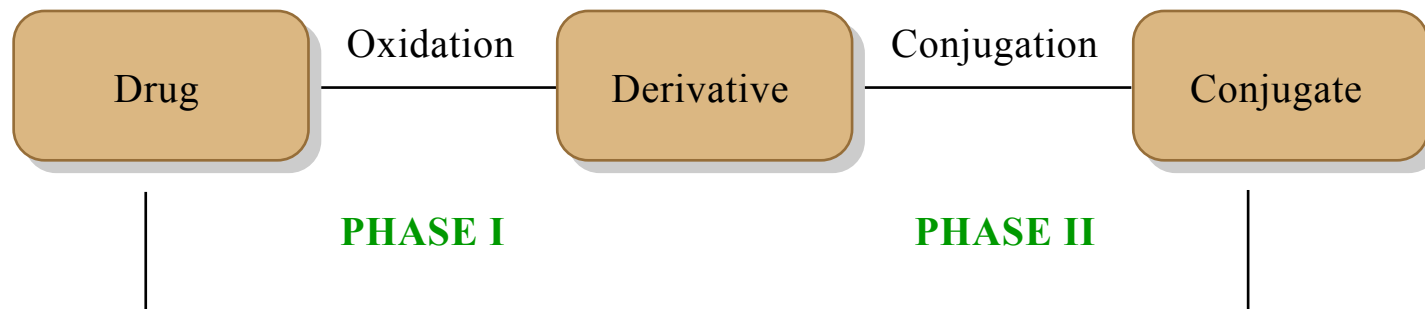 Oxidation
Conjugation
Drug
Derivative
Conjugate
PHASE I
PHASE II